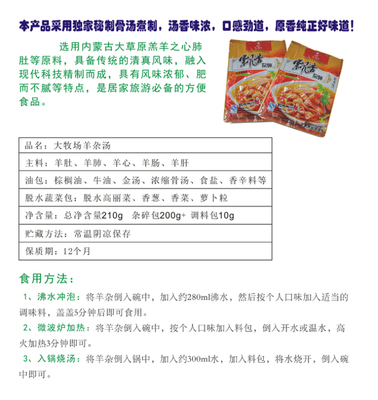 本产品采用独家秘制骨汤煮制，汤香味浓，口感劲道，原香纯正好味道！
选用内蒙古大草原羔羊之心肺
肚等原料，具备传统的清真风味，融入
现代科技精制而成，具有风味浓郁、肥
而不腻等特点，是居家旅游必备的方便
食品。
品名：大牧场羊杂汤
主料：羊肚、羊肺、羊心、羊肠、羊肝
油包：棕榈油、牛油、金汤、浓缩骨汤、食盐、香辛料等
脱水蔬菜包：脱水高丽菜、香葱、香菜、萝卜粒
净含量：总净含量210g 杂碎包200g+ 调料包10g
贮藏方法：常温阴凉保存
保质期：12个月
食用方法：
1、沸水冲泡：将羊杂倒入碗中，加入约280ml沸水，然后按个人口味加入适当的
调味料，盖盖5分钟后即可食用。
2、微波炉加热：将羊杂倒入碗中，按个人口味加入料包，倒入开水或温水，高
火加热3分钟即可。
3、入锅烧汤：将羊杂倒入锅中，加入约300ml水，加入料包，将水烧开，倒入碗
中即可。